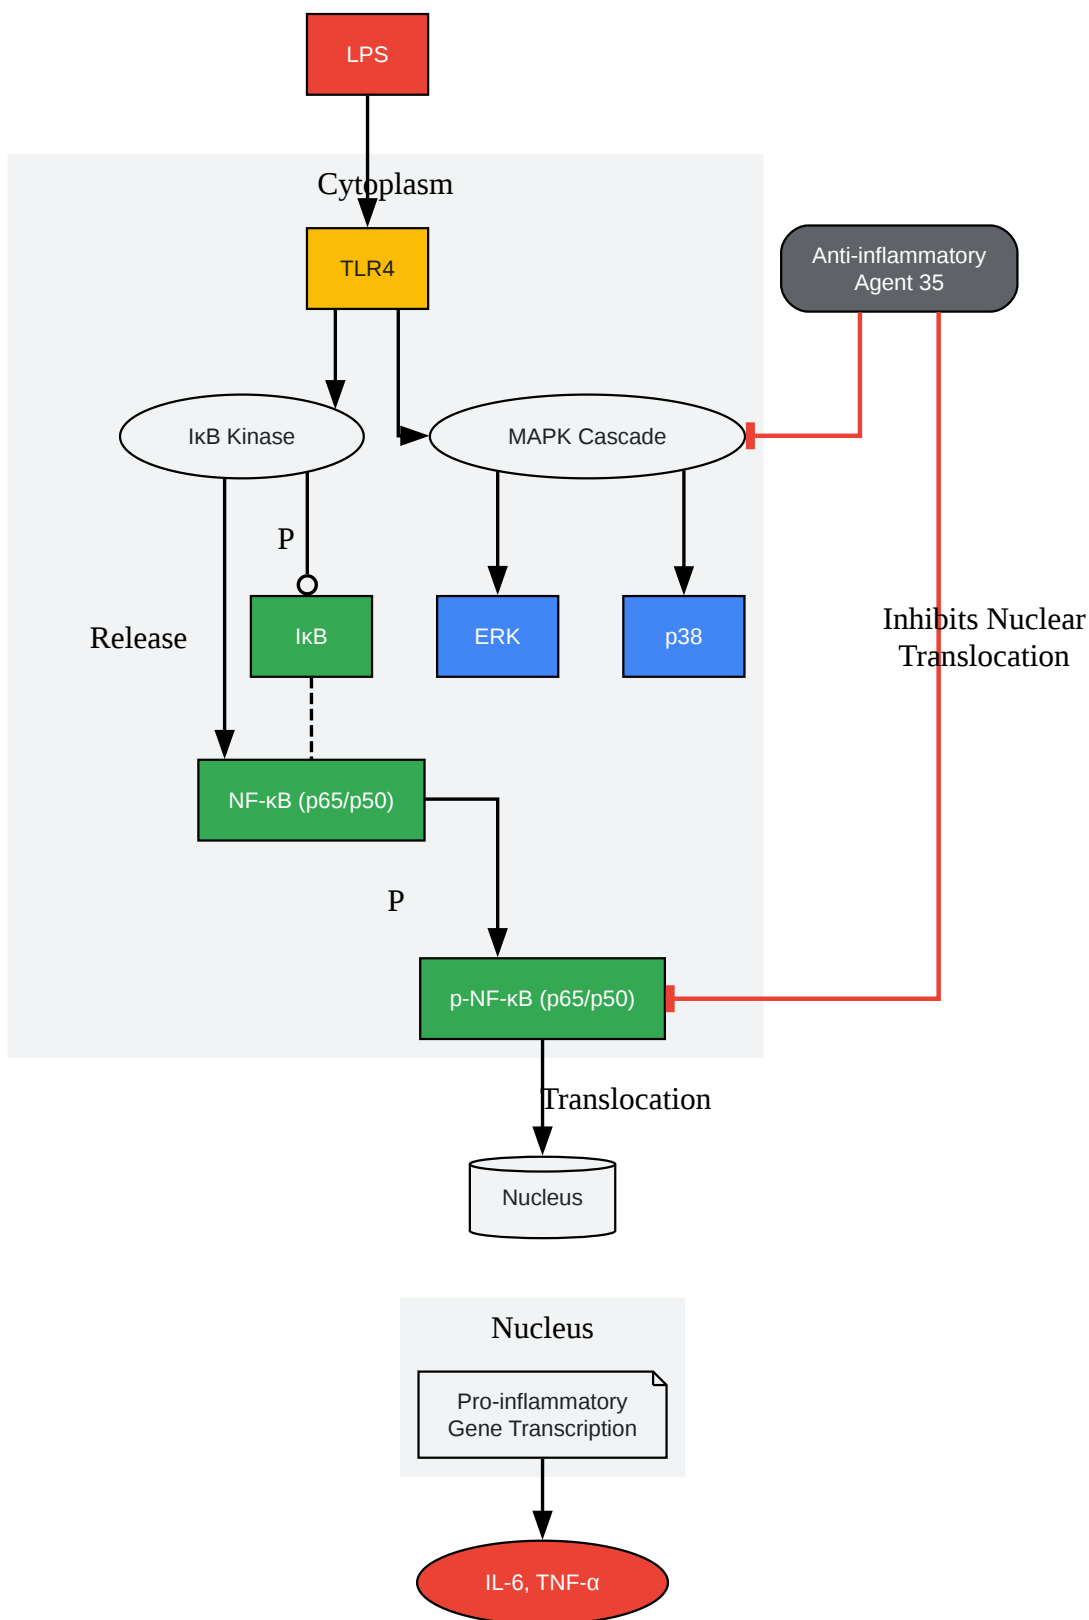 LPS
Cytoplasm
TLR4
Anti-inflammatory
Agent 35
IκB Kinase
MAPK Cascade
P
Release
IκB
ERK
p38
Inhibits Nuclear
Translocation
NF-κB (p65/p50)
P
p-NF-κB (p65/p50)
Translocation
Nucleus
Nucleus
Pro-inflammatory
Gene Transcription
IL-6, TNF-α